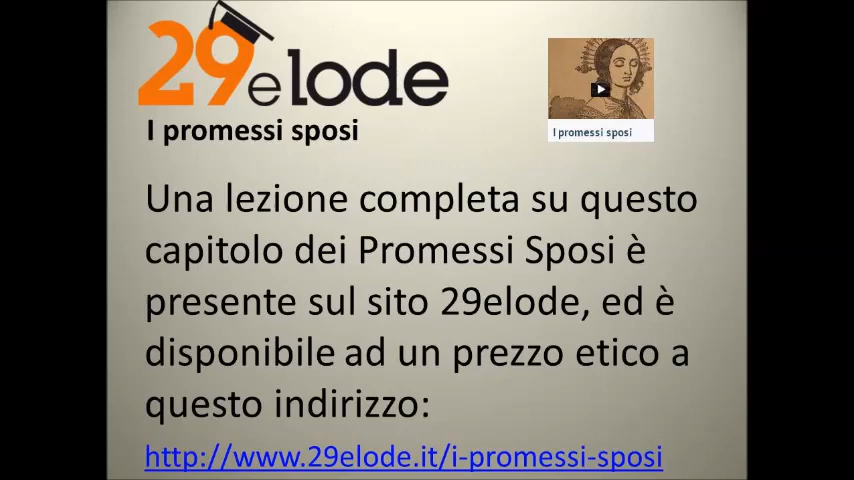 29elode
I promessi sposi
I promessi sposi
Una lezione completa su questo
capitolo dei Promessi Sposi è
presente sul sito 29elode, ed è
disponibile ad un prezzo etico a
questo indirizzo:
http://www.29elode.it/i-promessi-sposi